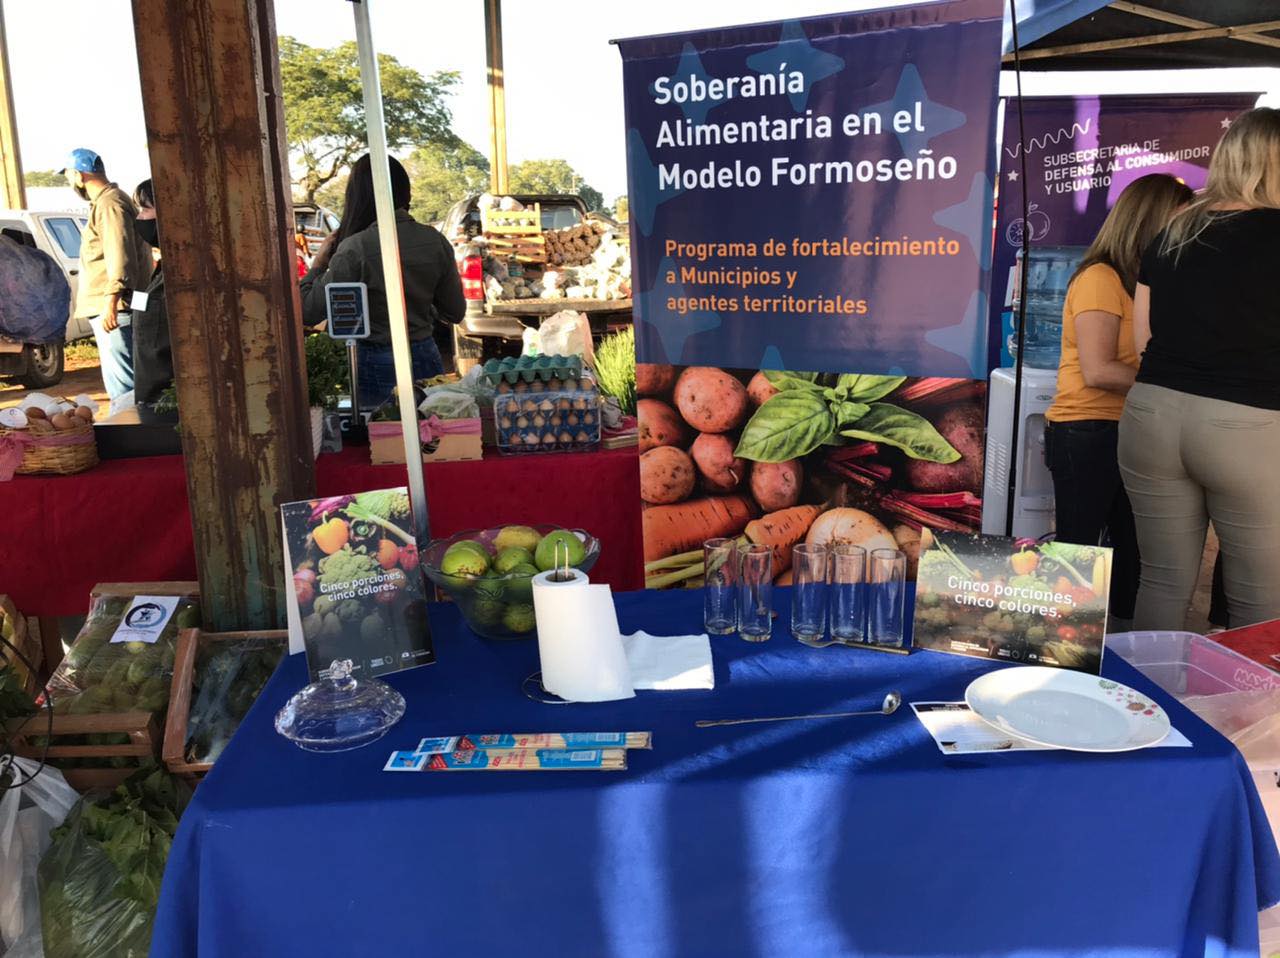 Soberanía
Alimentaria en el
Modelo Formoseño
Programa de fortalecimiento
a Municipios y
agentes territoriales
SUBSECRETARIA DE
DEFENSA AL CONSUMIDOR
Y USUARIO
Cinco porciones,
cinco colores.
Cinco porciones,
cinco colores.